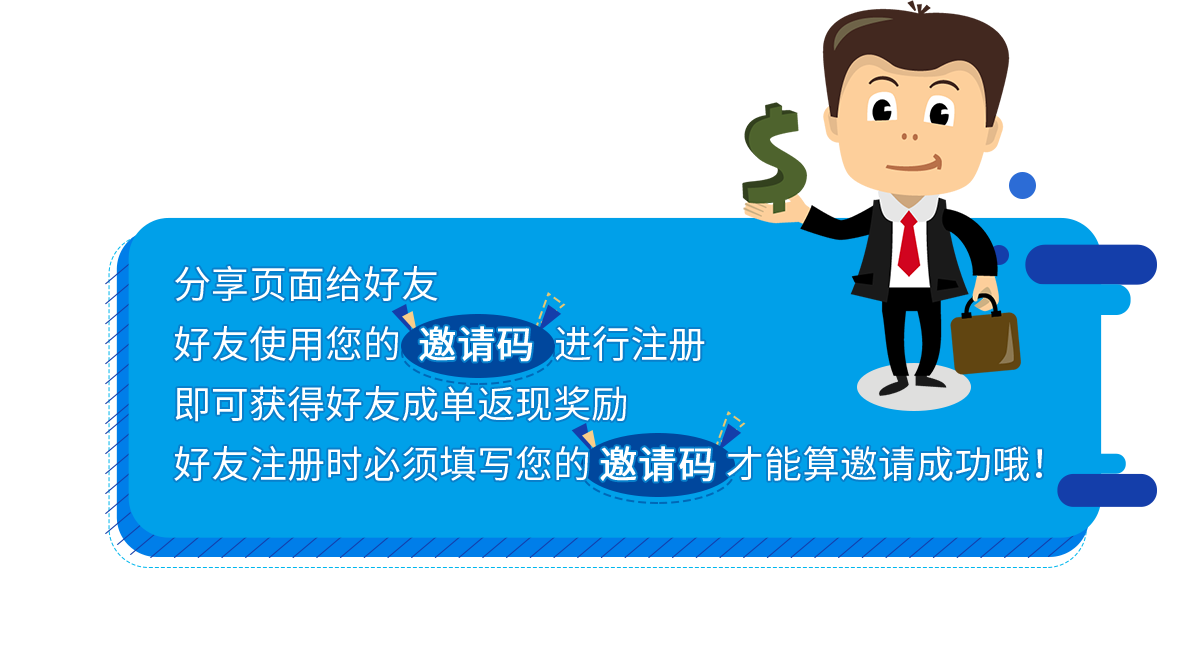 分享页面给好友
好友使用您的邀请码进行注册
即可获得好友成单返现奖励
好友注册时必须填写您的邀请码才能算邀请成功哦！